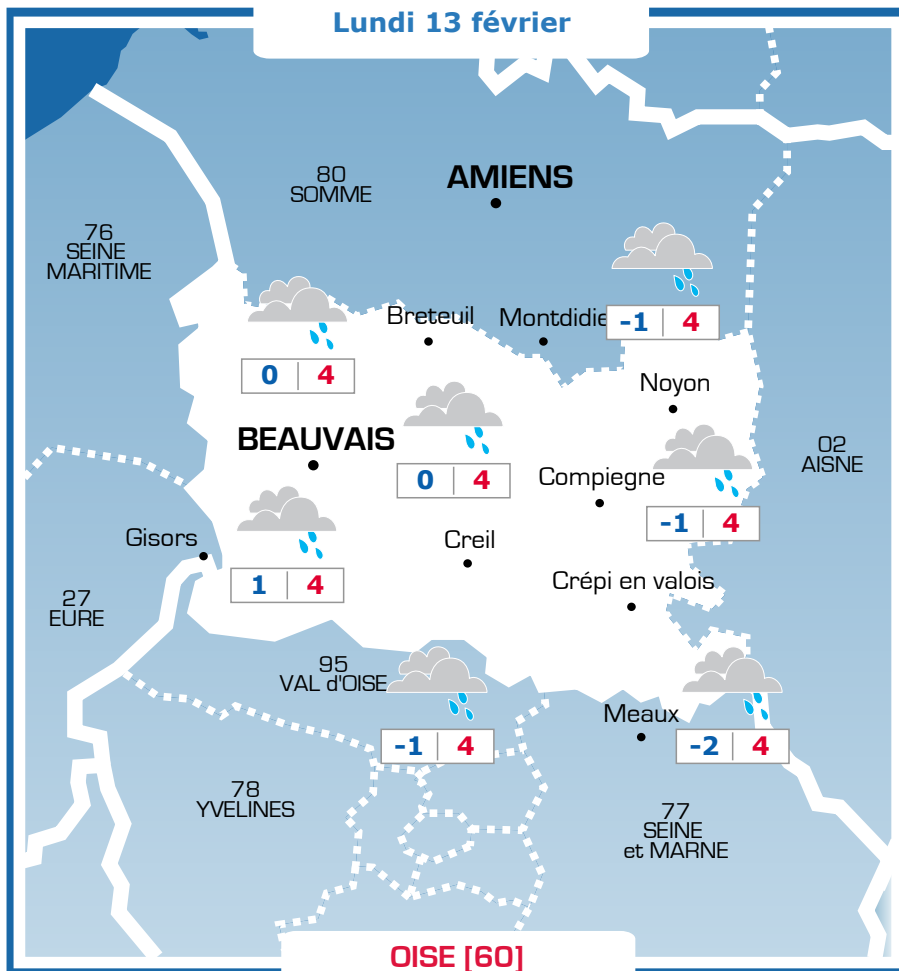 Lundi 13 février
80
SOMME
AMIENS
76
SEINE
MARITIME
Breteuil
Montdidie
-1 4
0 4
Noyon
BEAUVAIS
02
AISNE
0 4
Compiegne
-1 4
Gisors
Creil
1 4
Crépi en valois
27
EURE
95
VAL d'OISE
Meaux
-1 4
-2 4
78
YVELINES
77
SEINE
et MARNE
OISE [60]